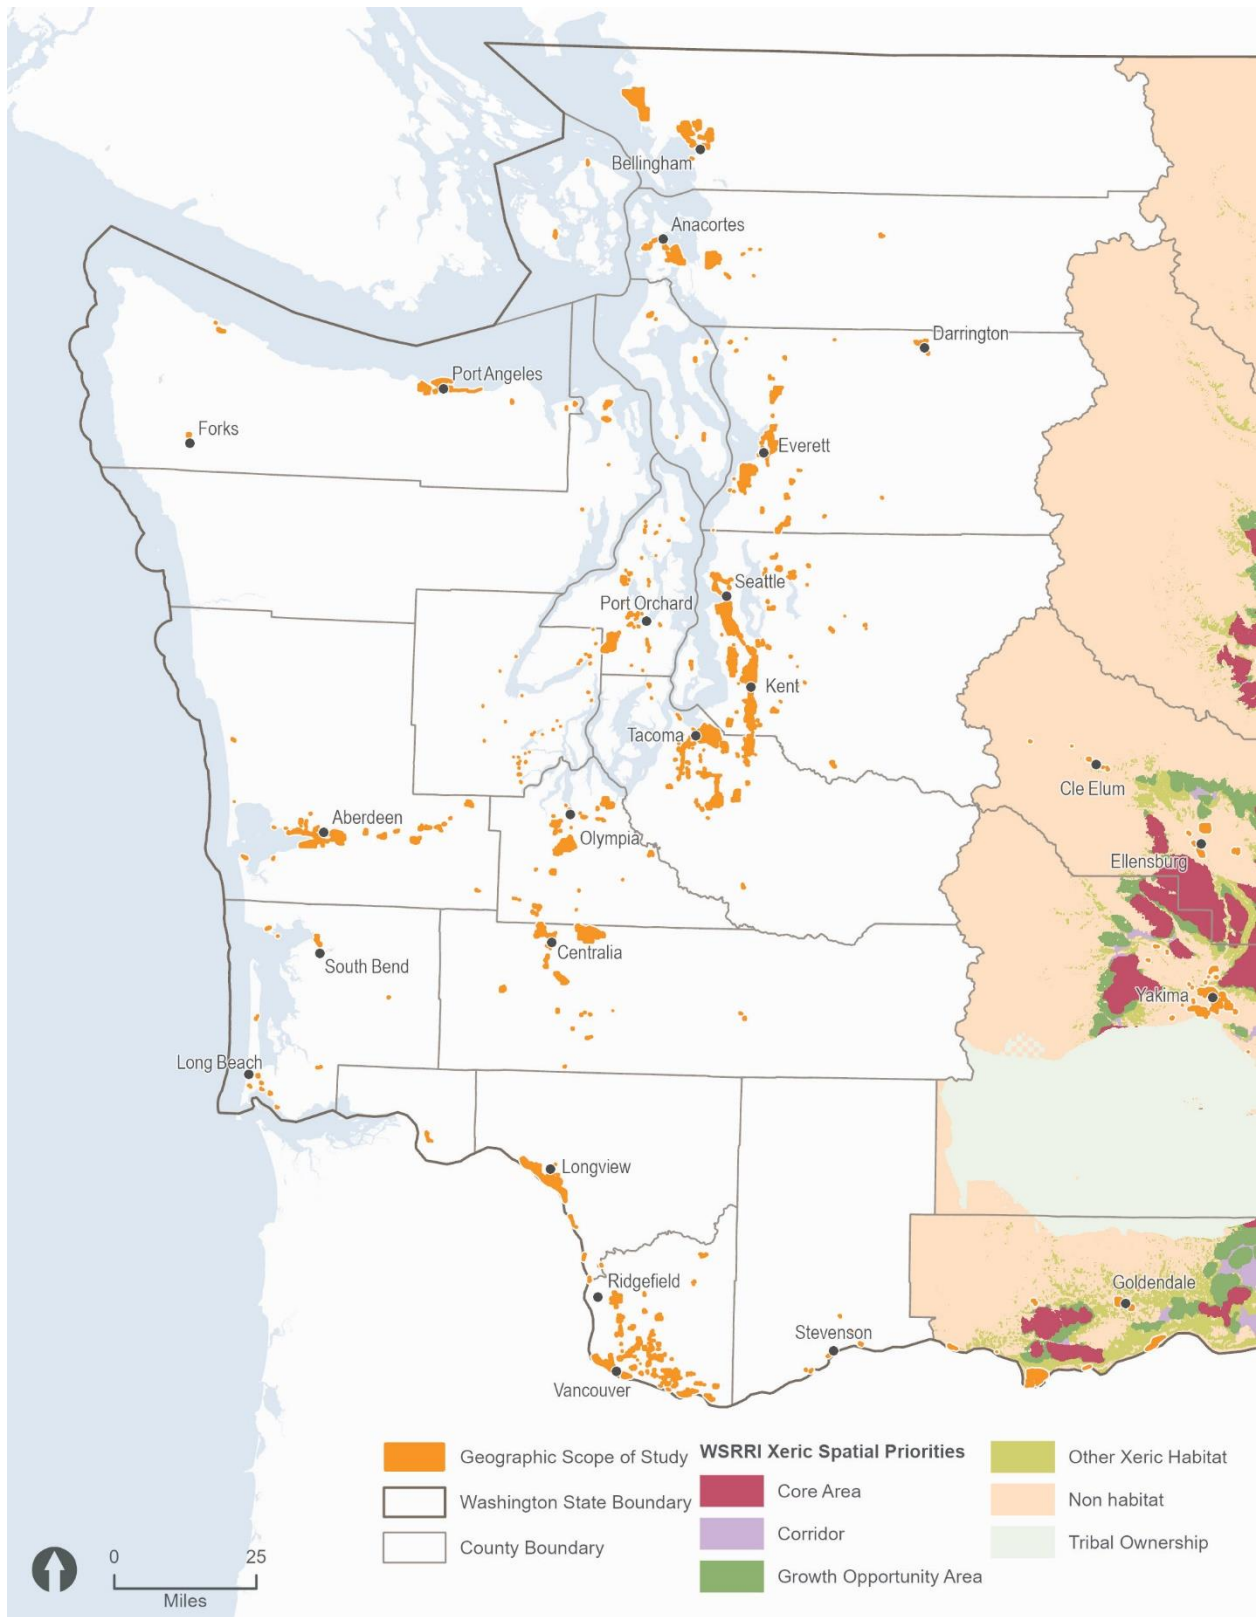 Bellingham
Anacortes
Darrington
Port Angeles
Forks
Everett
Seattle
Port Orchard
Kent
Tacoma
Cle Elum
Aberdeen
Olympia
Ellensburg
Centralia
South Bend
Yakima
Long Beach
Longview
Ridgefield
Goldendale
Stevenson
Vancouver
Geographic Scope of Study
Washington State Boundary
County Boundary
WSRRI Xeric Spatial Priorities
Core Area
Corridor
Growth Opportunity Area
Other Xeric Habitat
Non habitat
Tribal Ownership
0 25
Miles